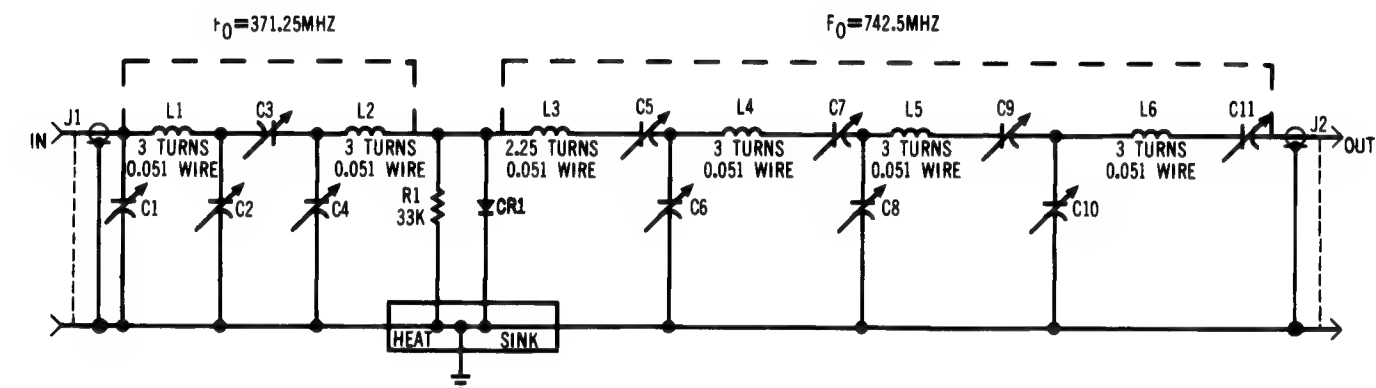 F0=371.25MHZ
F0=742.5MHZ
J1
L1
C3
L2
L3
C5
L4
C7
L5
C9
L6
C11
J2
IN
OUT
3 TURNS
0.051 WIRE
3 TURNS
0.051 WIRE
2.25 TURNS
0.051 WIRE
3 TURNS
0.051 WIRE
3 TURNS
0.051 WIRE
3 TURNS
0.051 WIRE
C1
C2
C4
R1
33K
CR1
C6
C8
C10
HEAT SINK